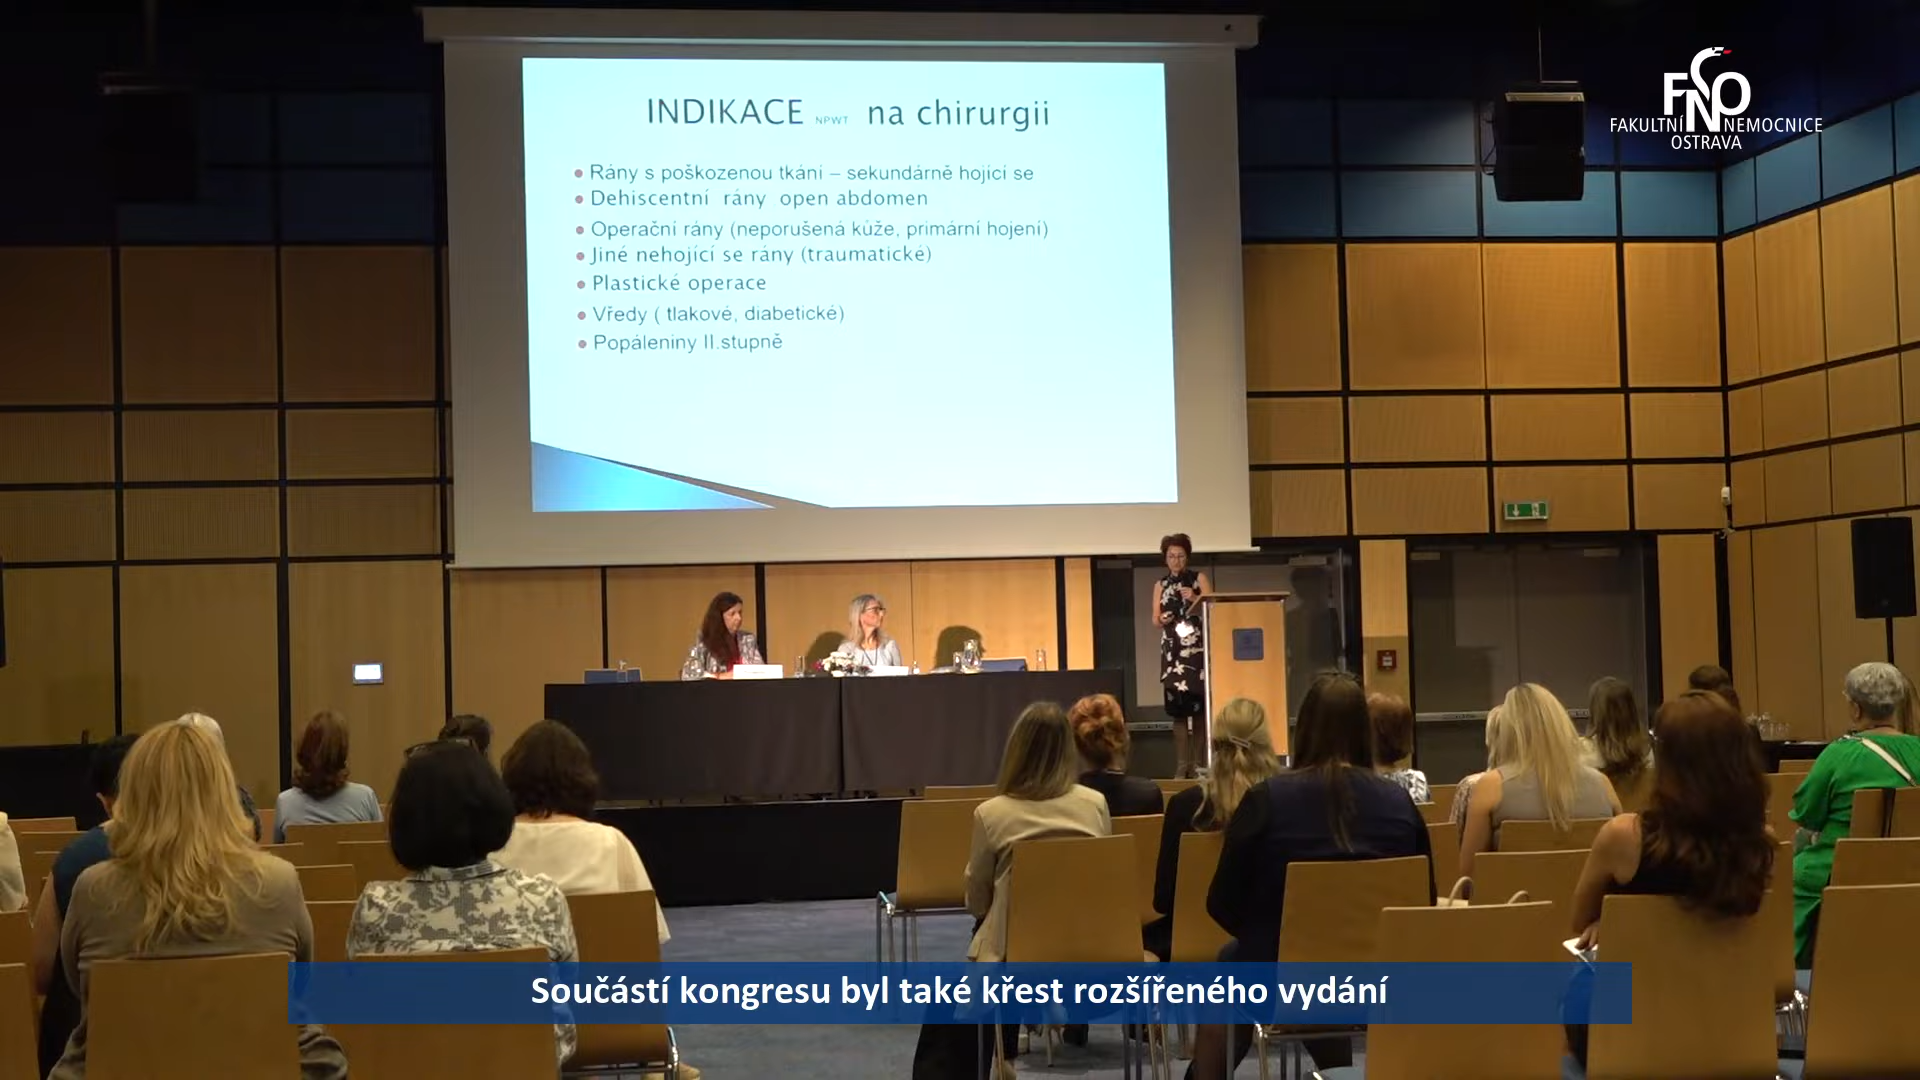 INDIKACE NPWT na chirurgii
Rány s poškozenou tkání – sekundárně hojící se
Dehiscentní rány open abdomen
Operační rány (neporušená kůže, primární hojení)
Jiné nehojící se rány (traumatické)
Plastické operace
Vředy ( tlakové, diabetické)
Popáleniny II.stupně
FNO
FAKULTNÍ NEMOCNICE
OSTRAVA
Součástí kongresu byl také křest rozšířeného vydání